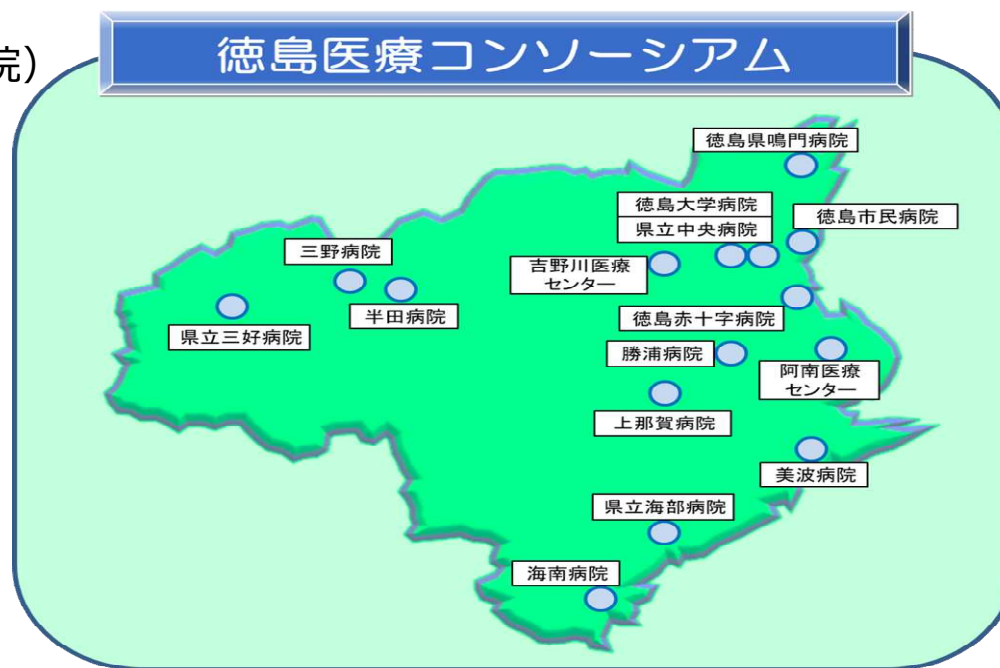 院)
徳島医療コンソーシアム
徳島県鳴門病院
徳島大学病院
県立中央病院
徳島市民病院
三野病院
吉野川医療
センター
半田病院
県立三好病院
徳島赤十字病院
勝浦病院
阿南医療
センター
上那賀病院
美波病院
県立海部病院
海南病院